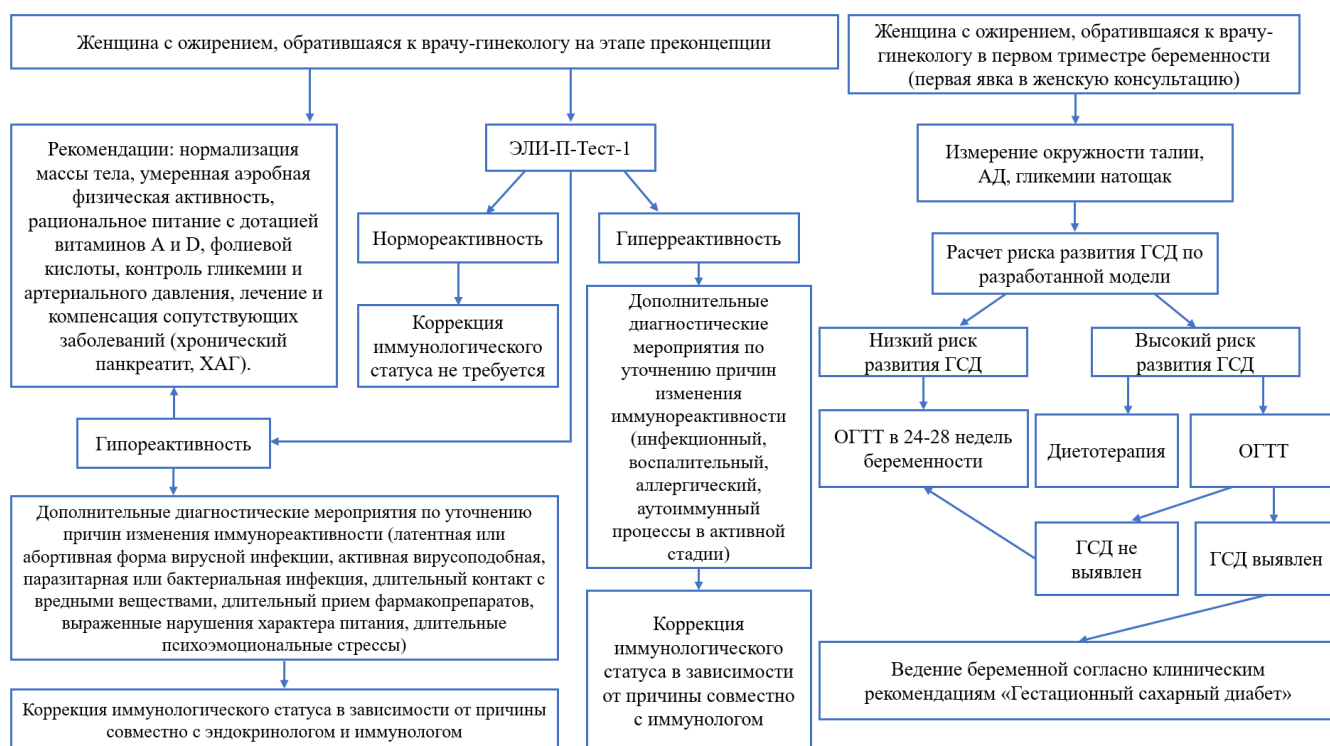 Женщина с ожирением, обратившаяся к врачу-гинекологу на этапе преконцепции
Женщина с ожирением, обратившаяся к врачу-
гинекологу в первом триместре беременности
(первая явка в женскую консультацию)
Рекомендации: нормализация
массы тела, умеренная аэробная
физическая активность,
рациональное питание с дотацией
витаминов А и D, фолиевой
кислоты, контроль гликемии и
артериального давления, лечение и
компенсация сопутствующих
заболеваний (хронический
панкреатит, ХАГ).
ЭЛИ-П-Тест-1
Нормореактивность
Гиперреактивность
Коррекция
иммунологического
статуса не требуется
Дополнительные
диагностические
мероприятия по
уточнению причин
изменения
иммунореактивности
(инфекционный,
воспалительный,
аллергический,
аутоиммунный
процессы в активной
стадии)
Гипореактивность
Дополнительные диагностические мероприятия по уточнению
причин изменения иммунореактивности (латентная или
абортивная форма вирусной инфекции, активная вирусоподобная,
паразитарная или бактериальная инфекция, длительный контакт с
вредными веществами, длительный прием фармакопрепаратов,
выраженные нарушения характера питания, длительные
психоэмоциональные стрессы)
Коррекция иммунологического статуса в зависимости от причины
совместно с эндокринологом и иммунологом
Коррекция
иммунологического
статуса в зависимости
от причины совместно
с иммунологом
Измерение окружности талии,
АД, гликемии натощак
Расчет риска развития ГСД по
разработанной модели
Низкий риск
развития ГСД
Высокий риск
развития ГСД
ОГТТ в 24-28 недель
беременности
Диетотерапия
ОГТТ
ГСД не
выявлен
ГСД выявлен
Ведение беременной согласно клиническим
рекомендациям «Гестационный сахарный диабет»